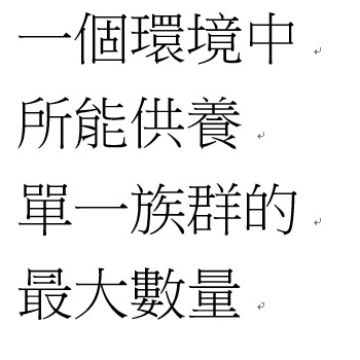 一個環境中
所能供養
單一族群的
最大數量